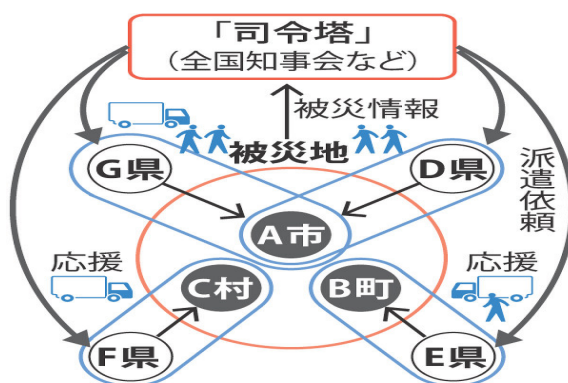 「司令塔」
（全国知事会など）
被災情報
被災地
G県
D県
派遣依頼
A市
応援
C村
B町
応援
F県
E県